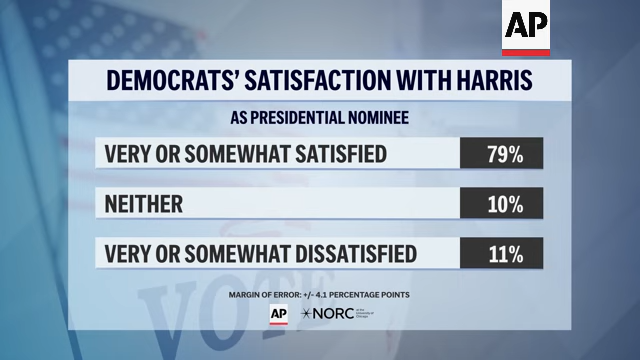 AP
DEMOCRATS' SATISFACTION WITH HARRIS
AS PRESIDENTIAL NOMINEE
VERY OR SOMEWHAT SATISFIED 79%
NEITHER 10%
VERY OR SOMEWHAT DISSATISFIED 11%
VOTE
MARGIN OF ERROR: +/- 4.1 PERCENTAGE POINTS
AP NORC